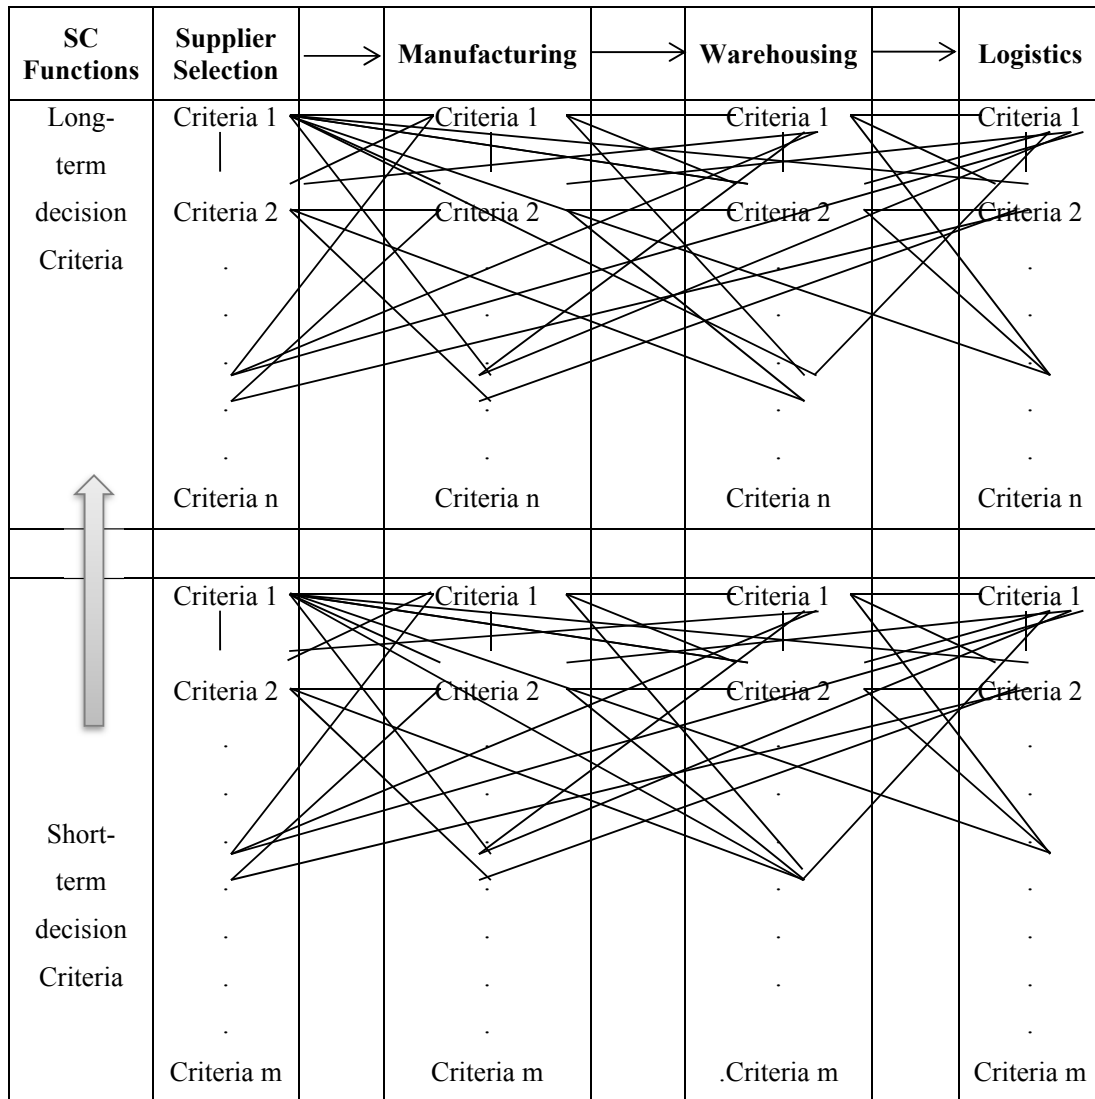 SC Functions
Supplier Selection
Manufacturing
Warehousing
Logistics
Long-
term
decision
Criteria
Criteria 1 Criteria 1 Criteria 1 Criteria 1
Criteria 2 Criteria 2 Criteria 2 Criteria 2
Criteria n Criteria n Criteria n Criteria n
Short-
term
decision
Criteria
Criteria 1 Criteria 1 Criteria 1 Criteria 1
Criteria 2 Criteria 2 Criteria 2 Criteria 2
Criteria m Criteria m .Criteria m Criteria m